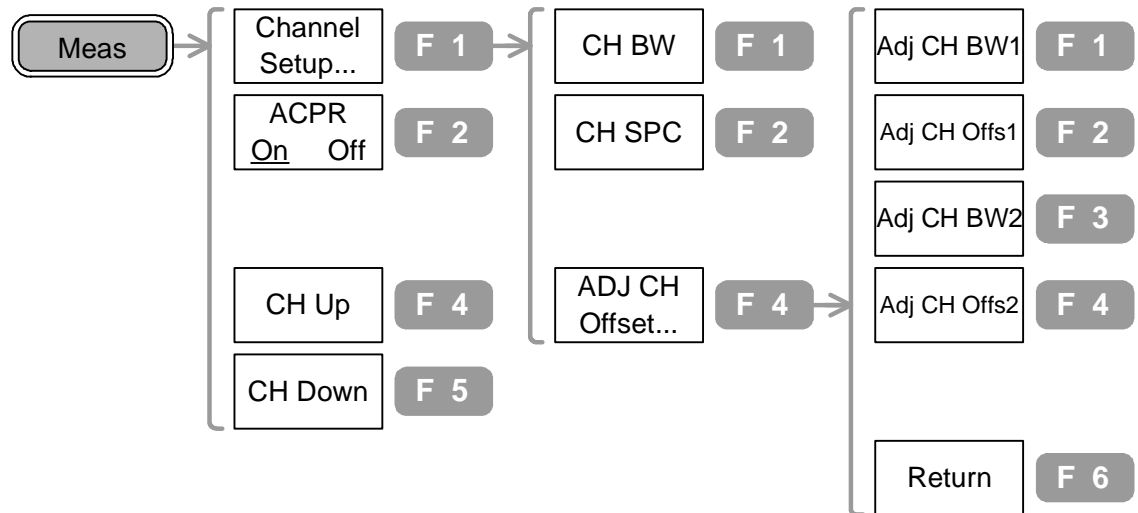 Meas
Channel
Setup...
F 1
ACPR
On Off
F 2
CH Up
F 4
CH Down
F 5
CH BW
F 1
CH SPC
F 2
ADJ CH
Offset...
F 4
Adj CH BW1
F 1
Adj CH Offs1
F 2
Adj CH BW2
F 3
Adj CH Offs2
F 4
Return
F 6